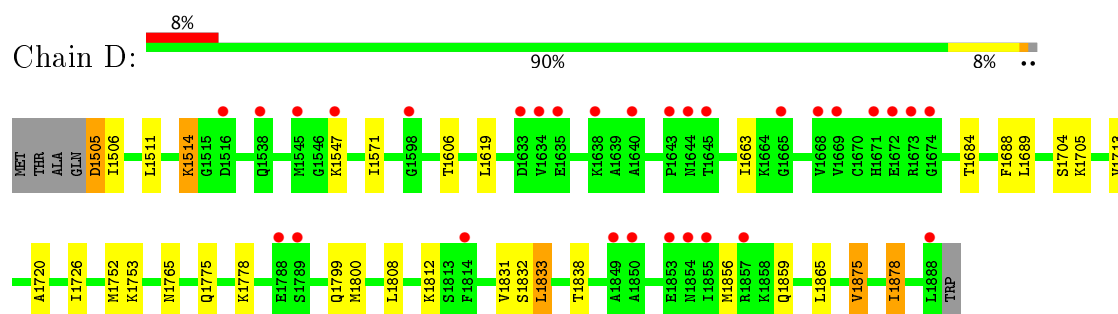 8%
Chain D:
90% 8% ••
MET THR ALA GLN D1505 I1506 L1511 K1514 G1515 D1516 Q1538 M1545 G1546 K1547 I1571 G1598 T1606 L1619 D1633 V1634 E1635 K1638 A1639 A1640 P1643 N1644 T1645 I1663 K1664 G1665 V1668 V1669 C1670 H1671 E1672 R1673 G1674 T1684 F1688 L1689 S1704 K1705
A1720 I1726 M1752 K1753 N1765 Q1775 K1778 E1788 S1789 Q1799 M1800 L1808 K1812 S1813 F1814 V1831 S1832 L1833 T1838 A1849 A1850 E1853 N1854 I1855 M1856 R1857 K1858 Q1859 L1865 V1875 I1878 L1888 TRP